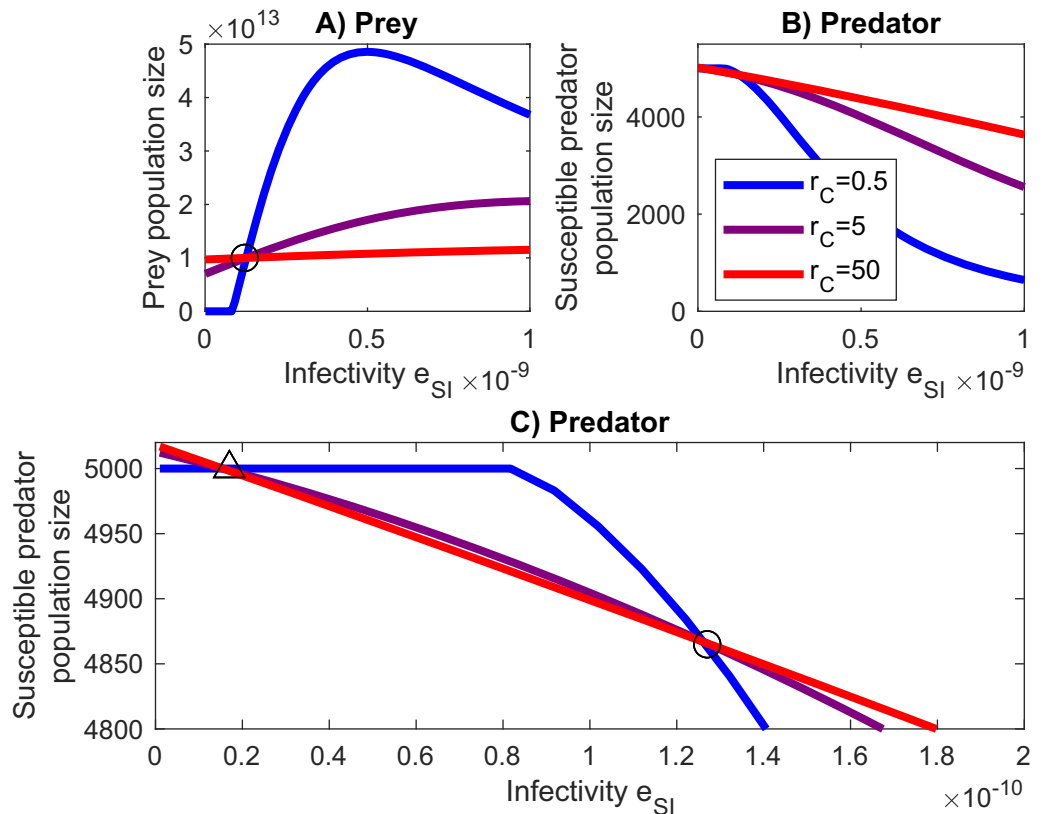 A) Prey
×10^13
Prey population size
5
4
3
2
1
0
0
0.5
1
Infectivity e_SI ×10^-9
B) Predator
Susceptible predator
population size
4000
2000
0
0
0.5
1
Infectivity e_SI ×10^-9
r_C=0.5
r_C=5
r_C=50
C) Predator
Susceptible predator
population size
5000
4950
4900
4850
4800
0
0.2
0.4
0.6
0.8
1
1.2
1.4
1.6
1.8
2
Infectivity e_SI
×10^-10